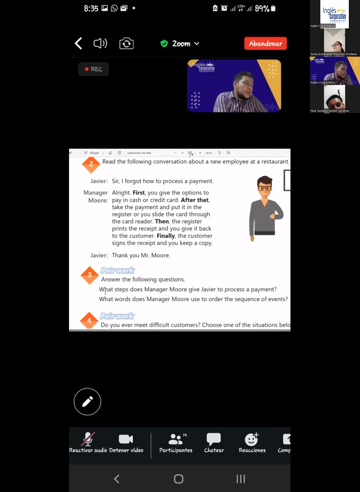 8:35
89%
Zoom
Abandonar
REC
Inglés
Corporativo
2
Read the following conversation about a new employee at a restaurant.
Javier: Sir, I forgot how to process a payment.
Manager Moore: Alright. First, you give the options to
pay in cash or credit card. After that,
take the payment and put it in the
register or you slide the card through
the card reader. Then, the register
prints the receipt and you give it back
to the customer. Finally, the customer
signs the receipt and you keep a copy.
Javier: Thank you Mr. Moore.
3
Pair work
Answer the following questions.
What steps does Manager Moore give Javier to process a payment?
What words does Manager Moore use to order the sequence of events?
4
Pair work
Do you ever meet difficult customers? Choose one of the situations belo
Reactivar audio
Detener video
Participantes
Chatear
Reacciones
Comp